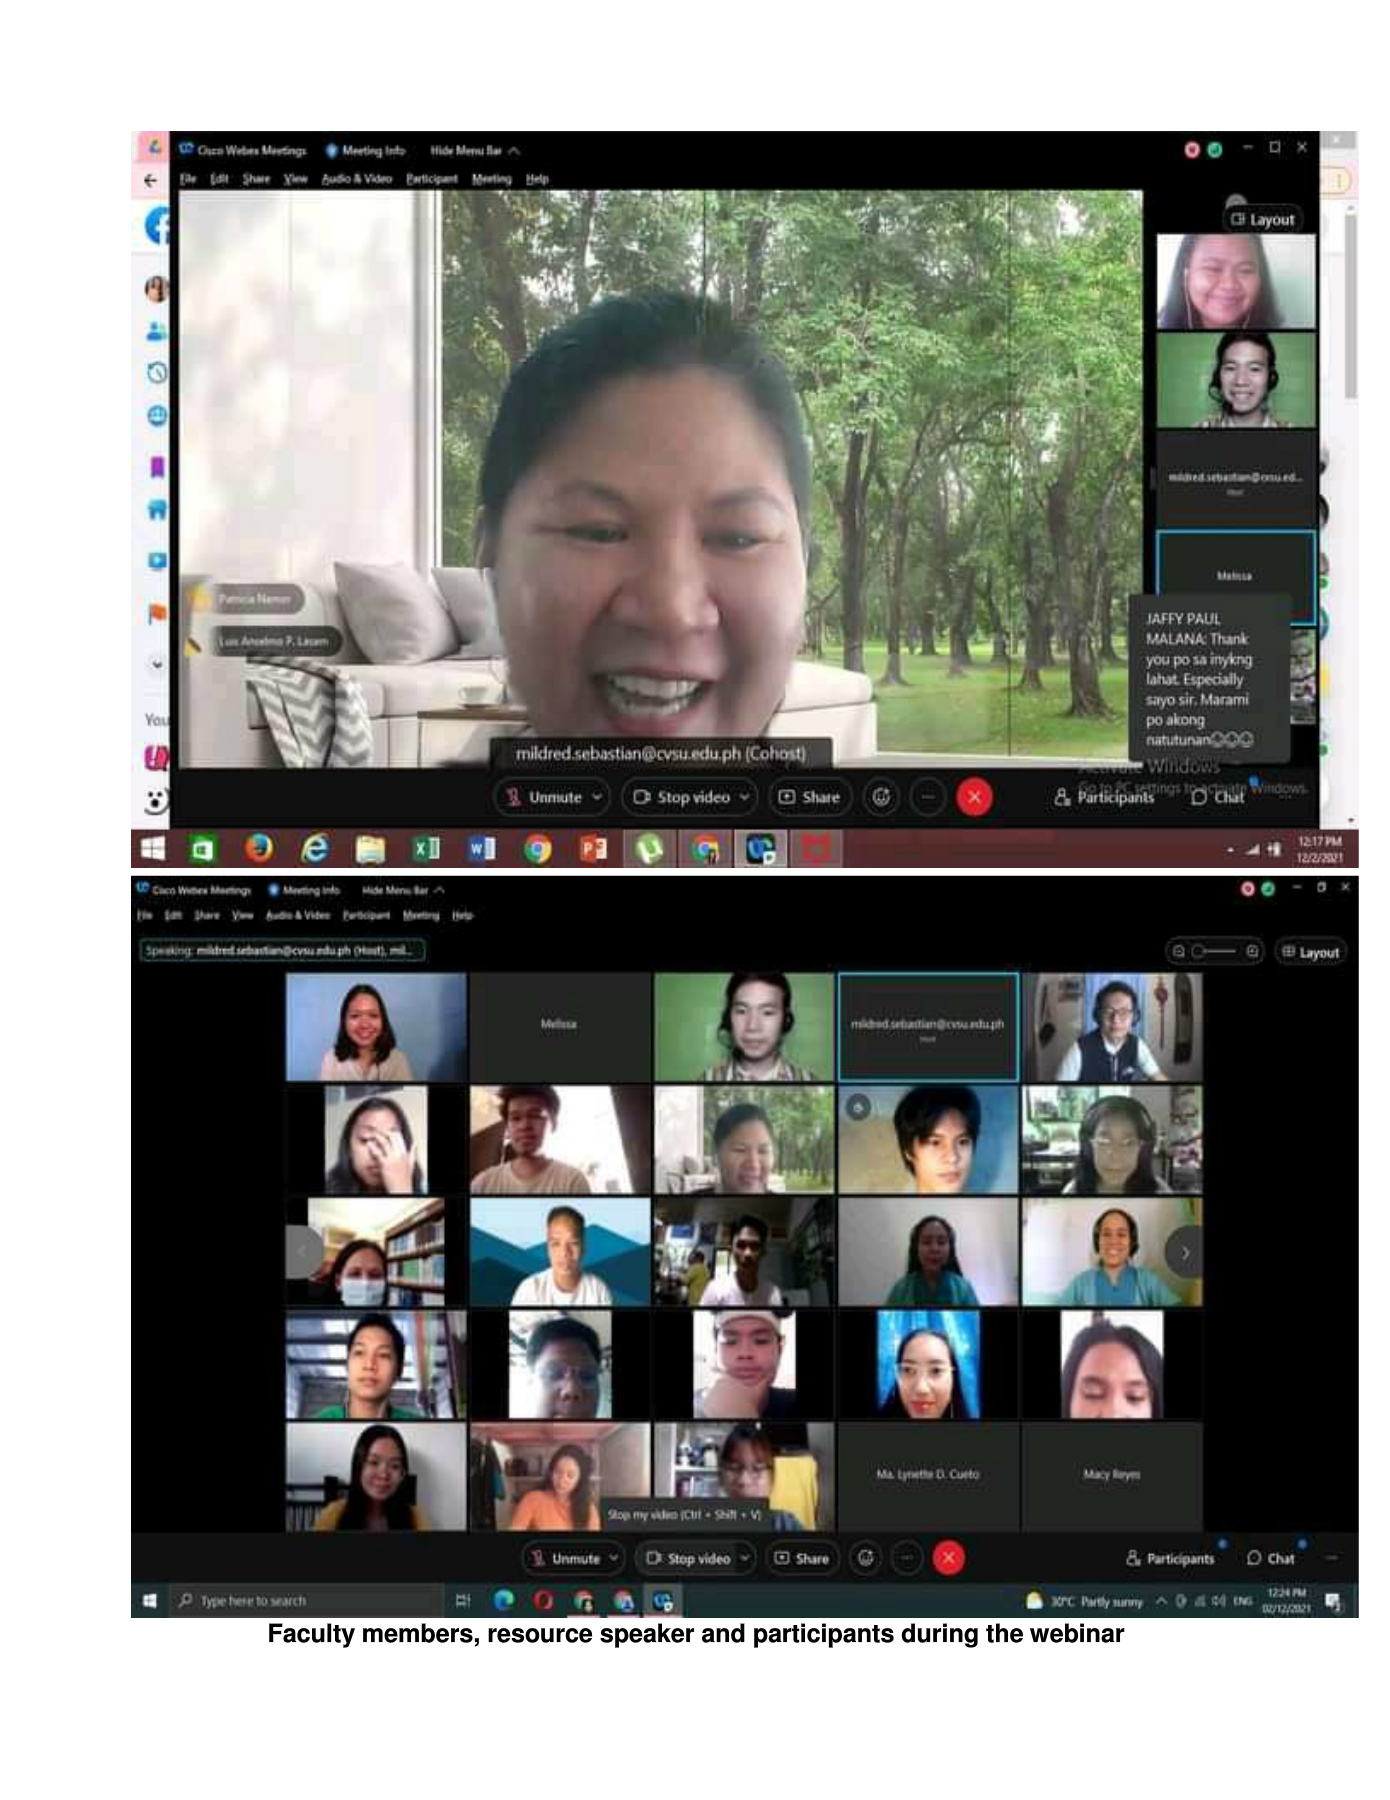 Cisco Webex Meetings Meeting Info Hide Menu Bar
File Edit Share View Audio & Video Participant Meeting Help
Layout
mildred.sebastian@cvsu.ed...
Host
Melissa
Patricia Namor
Luis Anselmo P. Lacam
JAFFY PAUL
MALANA: Thank
you po sa inykng
lahat. Especially
sayo sir. Marami
po akong
natutunan
You
mildred.sebastian@cvsu.edu.ph (Cohost)
Activate Windows
Go to PC settings to activate Windows.
Unmute Stop video Share Participants Chat
12:17 PM
12/2/2021
Cisco Webex Meetings Meeting Info Hide Menu Bar
File Edit Share View Audio & Video Participant Meeting Help
Speaking: mildred.sebastian@cvsu.edu.ph (Host), mil...
Layout
Melissa
mildred.sebastian@cvsu.edu.ph
Host
Ma. Lynette D. Cueto
Macy Reyes
Stop my video (Ctrl + Shift + V)
Unmute Stop video Share Participants Chat
Type here to search
30°C Partly sunny ENG
12:24 PM
02/12/2021
Faculty members, resource speaker and participants during the webinar